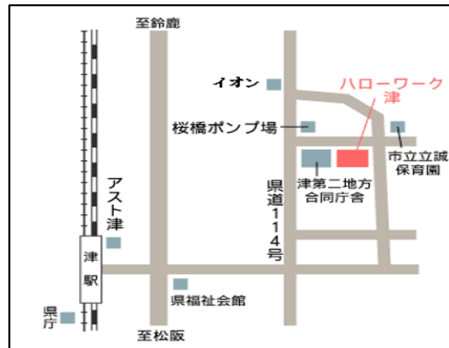 至鈴鹿
イオン
ハローワーク
津
桜橋ポンプ場
市立立誠
保育園
津第二地方
合同庁舎
アスト津
県道114号
津駅
県福祉会館
県庁
至松阪